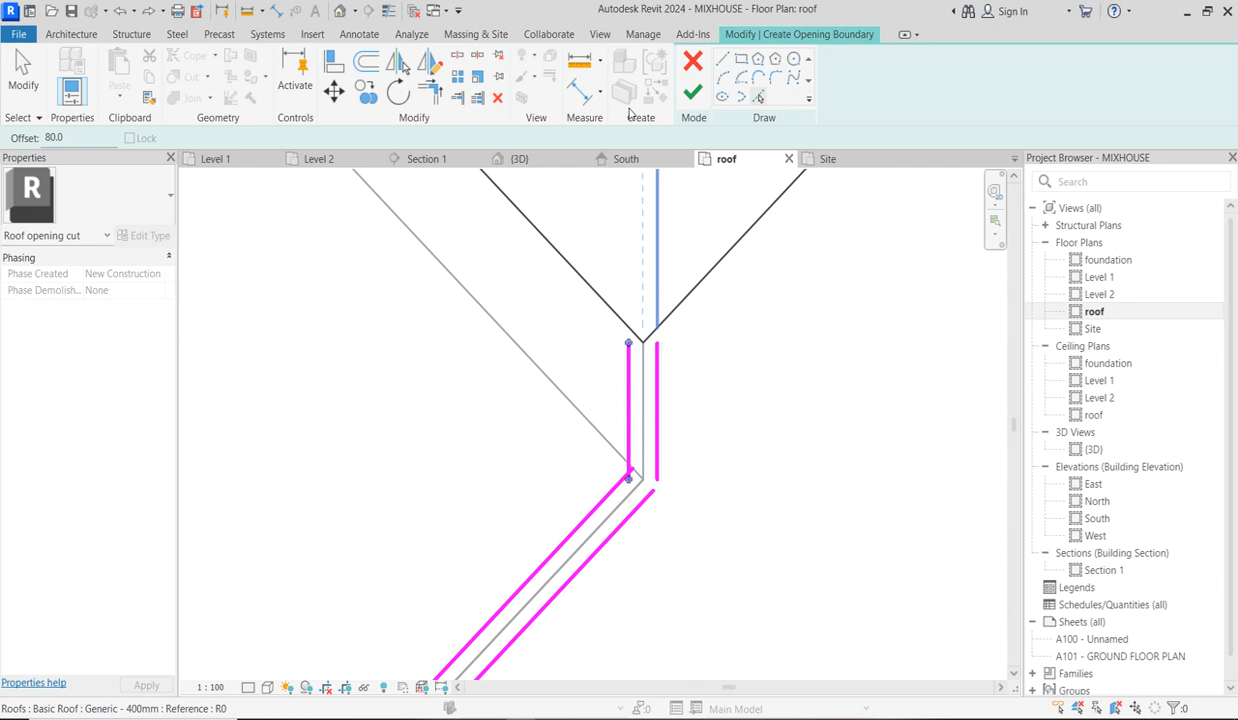 Autodesk Revit 2024 - MIXHOUSE - Floor Plan: roof
Sign In
File Architecture Structure Steel Precast Systems Insert Annotate Analyze Massing & Site Collaborate View Manage Add-Ins Modify | Create Opening Boundary
Modify
Paste
Cope
Cut
Join
Activate
Select Properties Clipboard Geometry Controls Modify View Measure Create Mode Draw
Offset: 80.0 Lock
Properties
Level 1 Level 2 Section 1 {3D} South roof Site
Project Browser - MIXHOUSE
R
Search
Roof opening cut Edit Type
Phasing
Phase Created New Construction
Phase Demolish... None
Views (all)
Structural Plans
Floor Plans
foundation
Level 1
Level 2
roof
Site
Ceiling Plans
foundation
Level 1
Level 2
roof
3D Views
{3D}
Elevations (Building Elevation)
East
North
South
West
Sections (Building Section)
Section 1
Legends
Schedules/Quantities (all)
Sheets (all)
A100 - Unnamed
A101 - GROUND FLOOR PLAN
Families
Groups
Properties help Apply
1 : 100
Roofs : Basic Roof : Generic - 400mm : Reference : R0
:0 Main Model :0